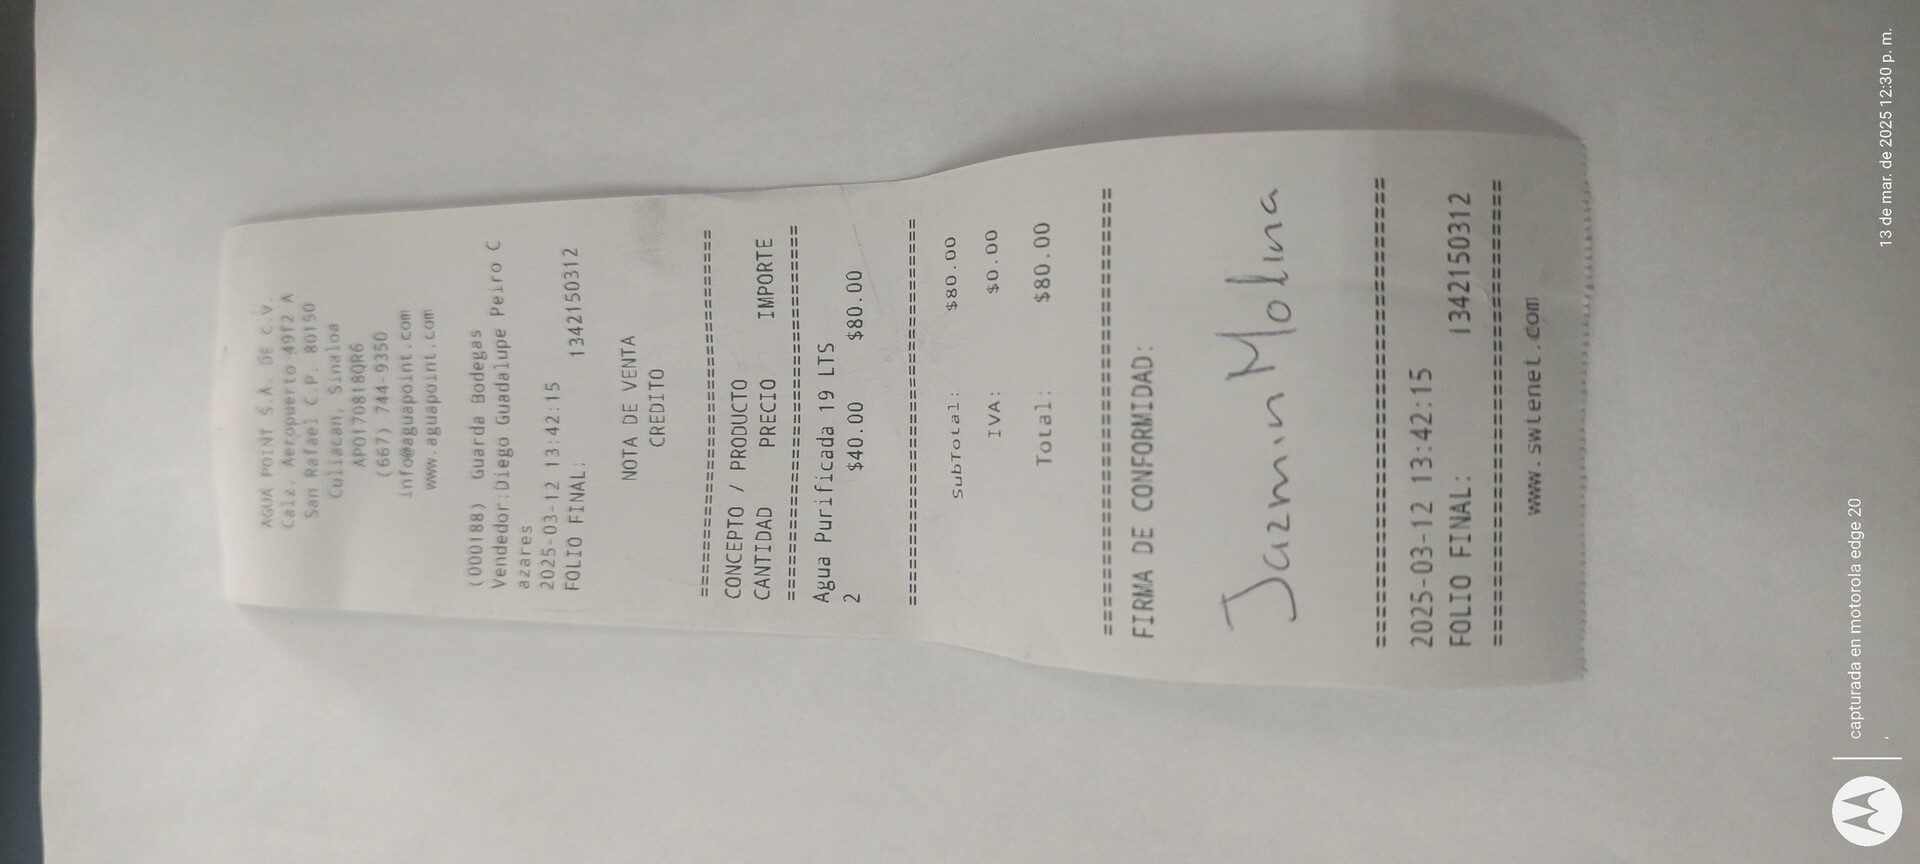 AGUA POINT S.A. DE C.V.
Calz. Aeropuerto 4912 A
San Rafael C.P. 80150
Culiacan, Sinaloa
APO170818QR6
(667) 744-9350
info@aguapoint.com
www.aguapoint.com
(000188) Guarda Bodegas
Vendedor:Diego Guadalupe Peiro C
azares
2025-03-12 13:42:15
FOLIO FINAL: 1342150312
NOTA DE VENTA
CREDITO
================================
CONCEPTO / PRODUCTO
CANTIDAD PRECIO IMPORTE
================================
Agua Purificada 19 LTS
2 $40.00 $80.00
================================
SubTotal: $80.00
IVA: $0.00
Total: $80.00
================================
FIRMA DE CONFORMIDAD:
Jazmin Molina
================================
2025-03-12 13:42:15
FOLIO FINAL: 1342150312
================================
www.swtenet.com
capturada en motorola edge 20
13 de mar. de 2025 12:30 p. m.